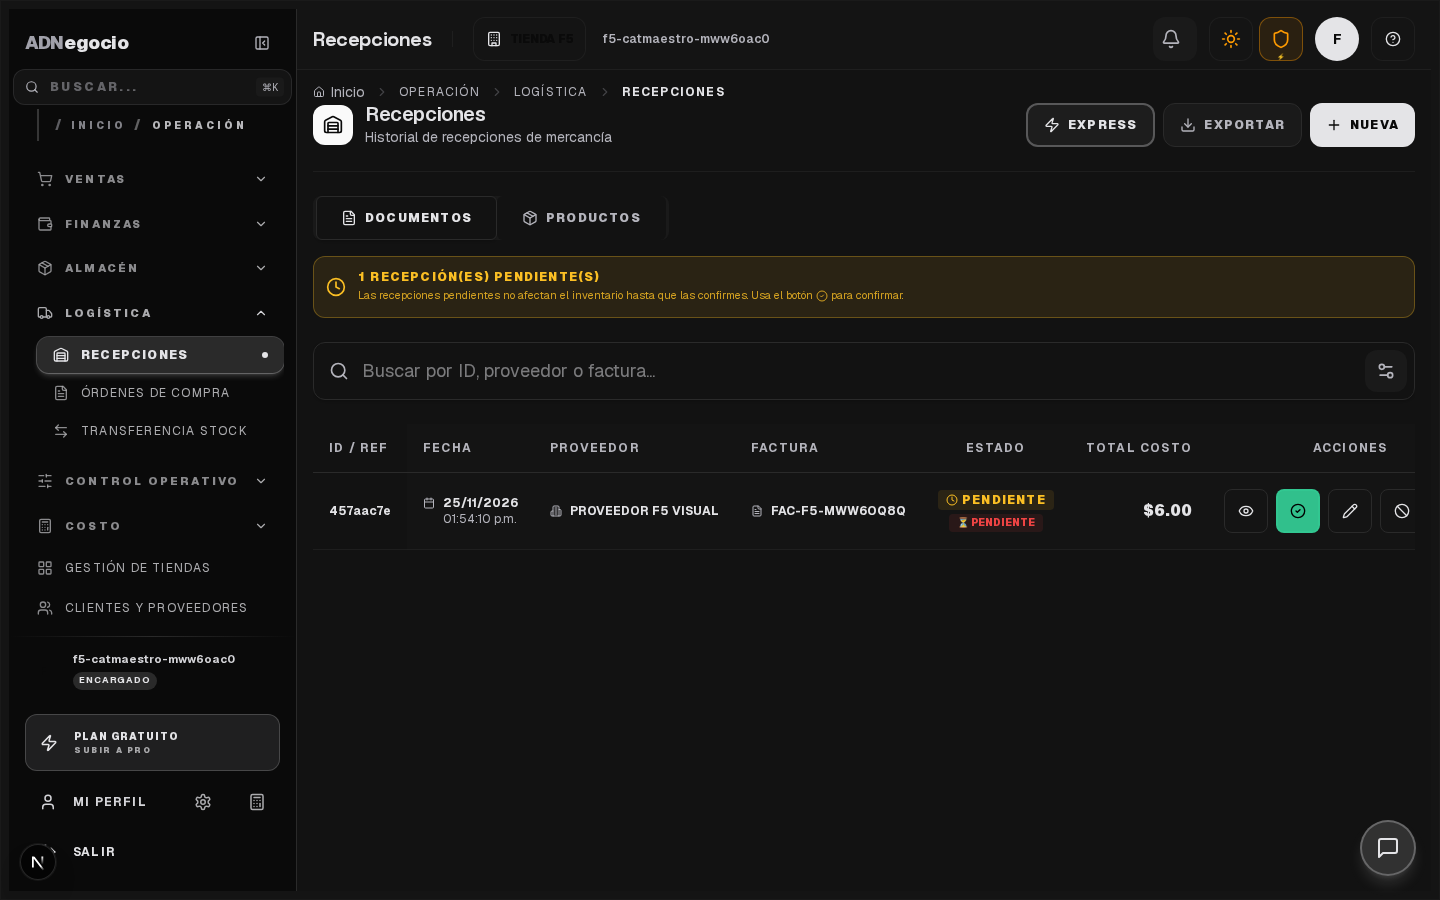 ADNegocio
BUSCAR...
⌘K
/ INICIO / OPERACIÓN
VENTAS
FINANZAS
ALMACÉN
LOGÍSTICA
RECEPCIONES
ÓRDENES DE COMPRA
TRANSFERENCIA STOCK
CONTROL OPERATIVO
COSTO
GESTIÓN DE TIENDAS
CLIENTES Y PROVEEDORES
f5-catmaestro-mww6oac0
ENCARGADO
PLAN GRATUITO
SUBIR A PRO
MI PERFIL
SALIR
N
Recepciones
TIENDA F5
f5-catmaestro-mww6oac0
F
Inicio > OPERACIÓN > LOGÍSTICA > RECEPCIONES
Recepciones
Historial de recepciones de mercancía
EXPRESS
EXPORTAR
NUEVA
DOCUMENTOS
PRODUCTOS
1 RECEPCIÓN(ES) PENDIENTE(S)
Las recepciones pendientes no afectan el inventario hasta que las confirmes. Usa el botón para confirmar.
Buscar por ID, proveedor o factura...
ID / REF FECHA PROVEEDOR FACTURA ESTADO TOTAL COSTO ACCIONES
457aac7e
25/11/2026
01:54:10 p.m.
PROVEEDOR F5 VISUAL
FAC-F5-MWW6OQ8Q
PENDIENTE
⏳PENDIENTE
$6.00